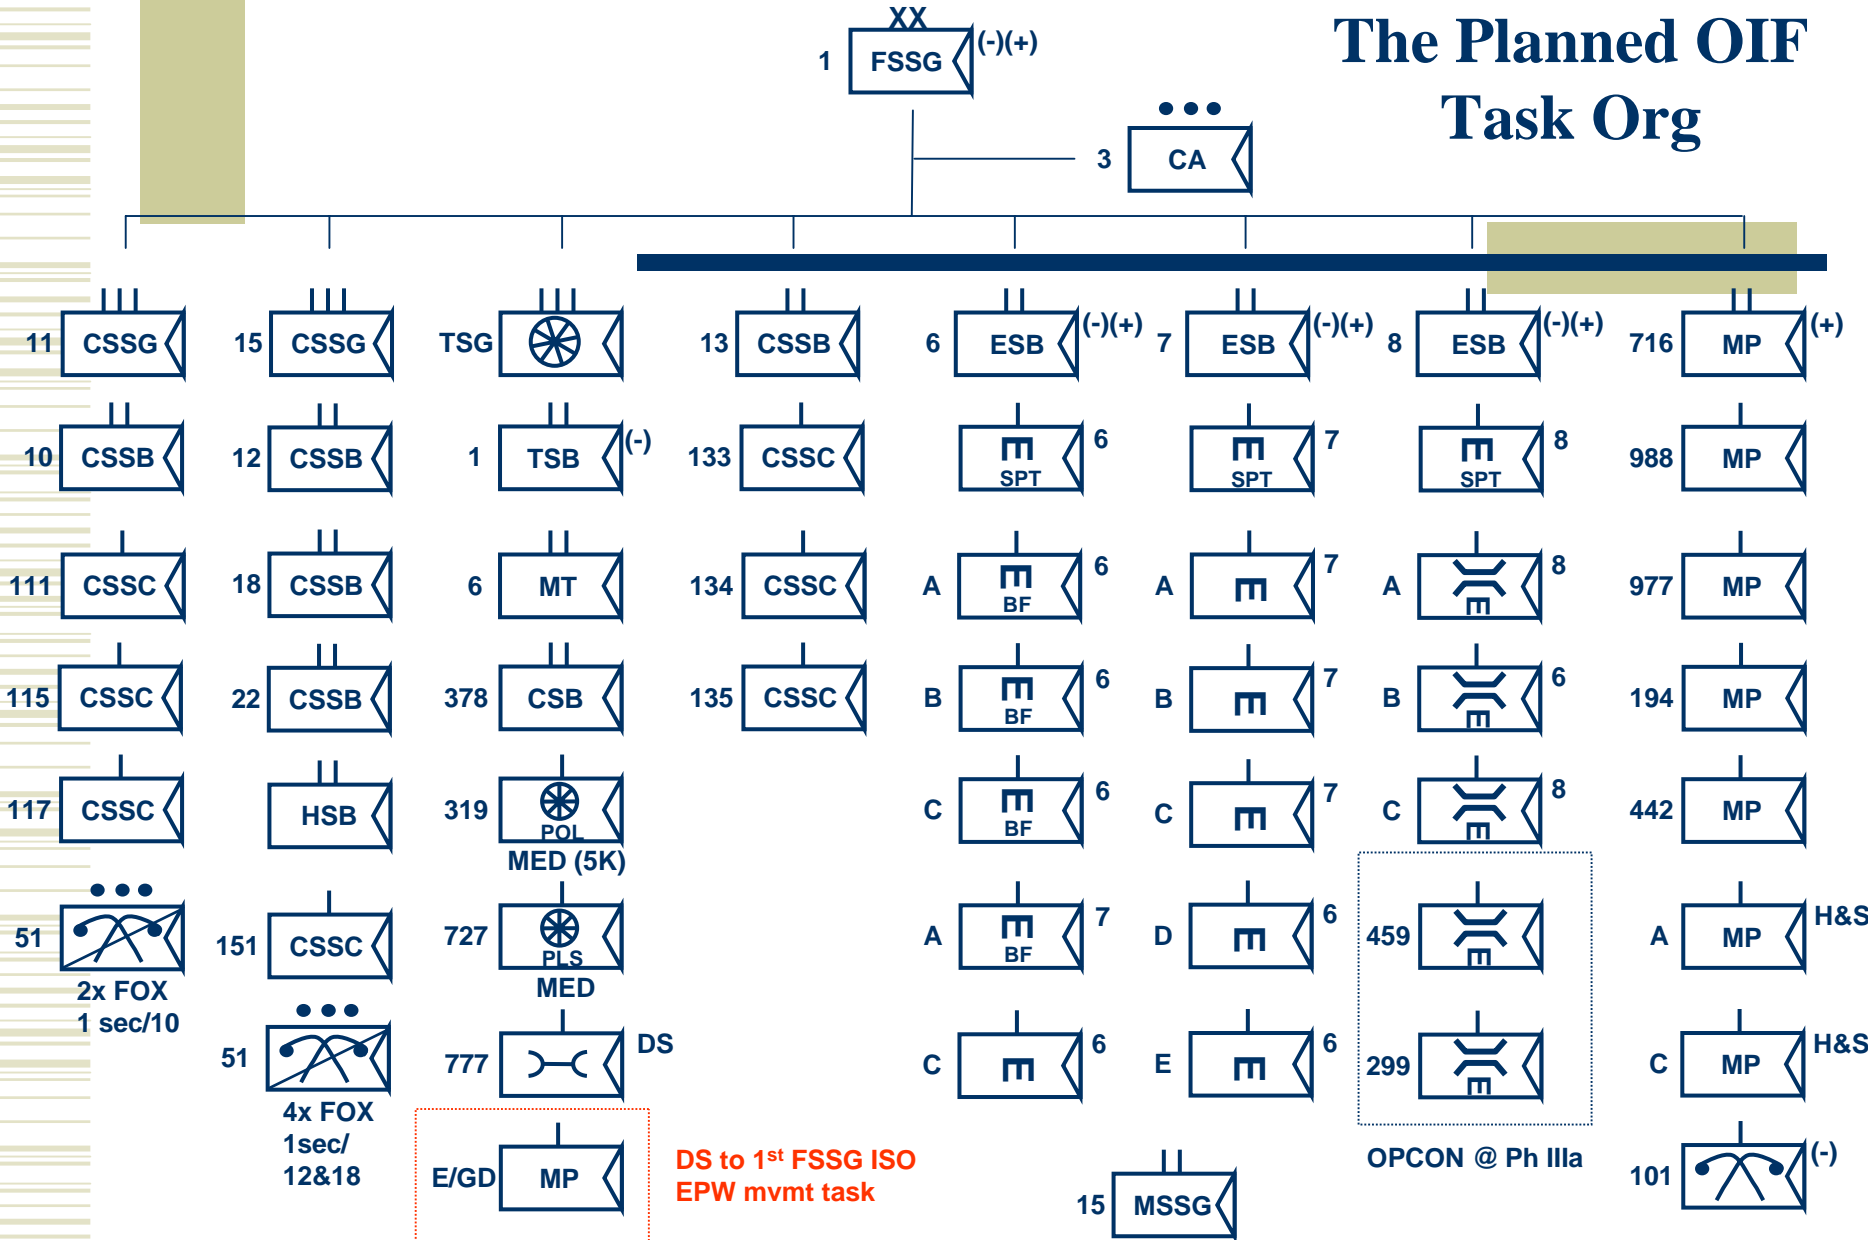 The Planned OIF
Task Org
XX
1 FSSG (-)(+)
3 CA
11 CSSG
15 CSSG
TSG
13 CSSB
6 ESB (-)(+)
7 ESB (-)(+)
8 ESB (-)(+)
716 MP (+)
10 CSSB
12 CSSB
1 TSB (-)
133 CSSC
E SPT 6
E SPT 7
E SPT 8
988 MP
111 CSSC
18 CSSB
6 MT
134 CSSC
A E BF 6
A E 7
A E 8
977 MP
115 CSSC
22 CSSB
378 CSB
135 CSSC
B E BF 6
B E 7
B E 6
194 MP
117 CSSC
HSB
319 POL
MED (5K)
C E BF 6
C E 7
C E 8
442 MP
51
2x FOX
1 sec/10
151 CSSC
727 PLS
MED
A E BF 7
D E 6
459 E
A MP H&S
51
4x FOX
1sec/
12&18
777 DS
C E 6
E E 6
299 E
C MP H&S
E/GD MP
DS to 1st FSSG ISO
EPW mvmt task
15 MSSG
OPCON @ Ph IIIa
101 (-)